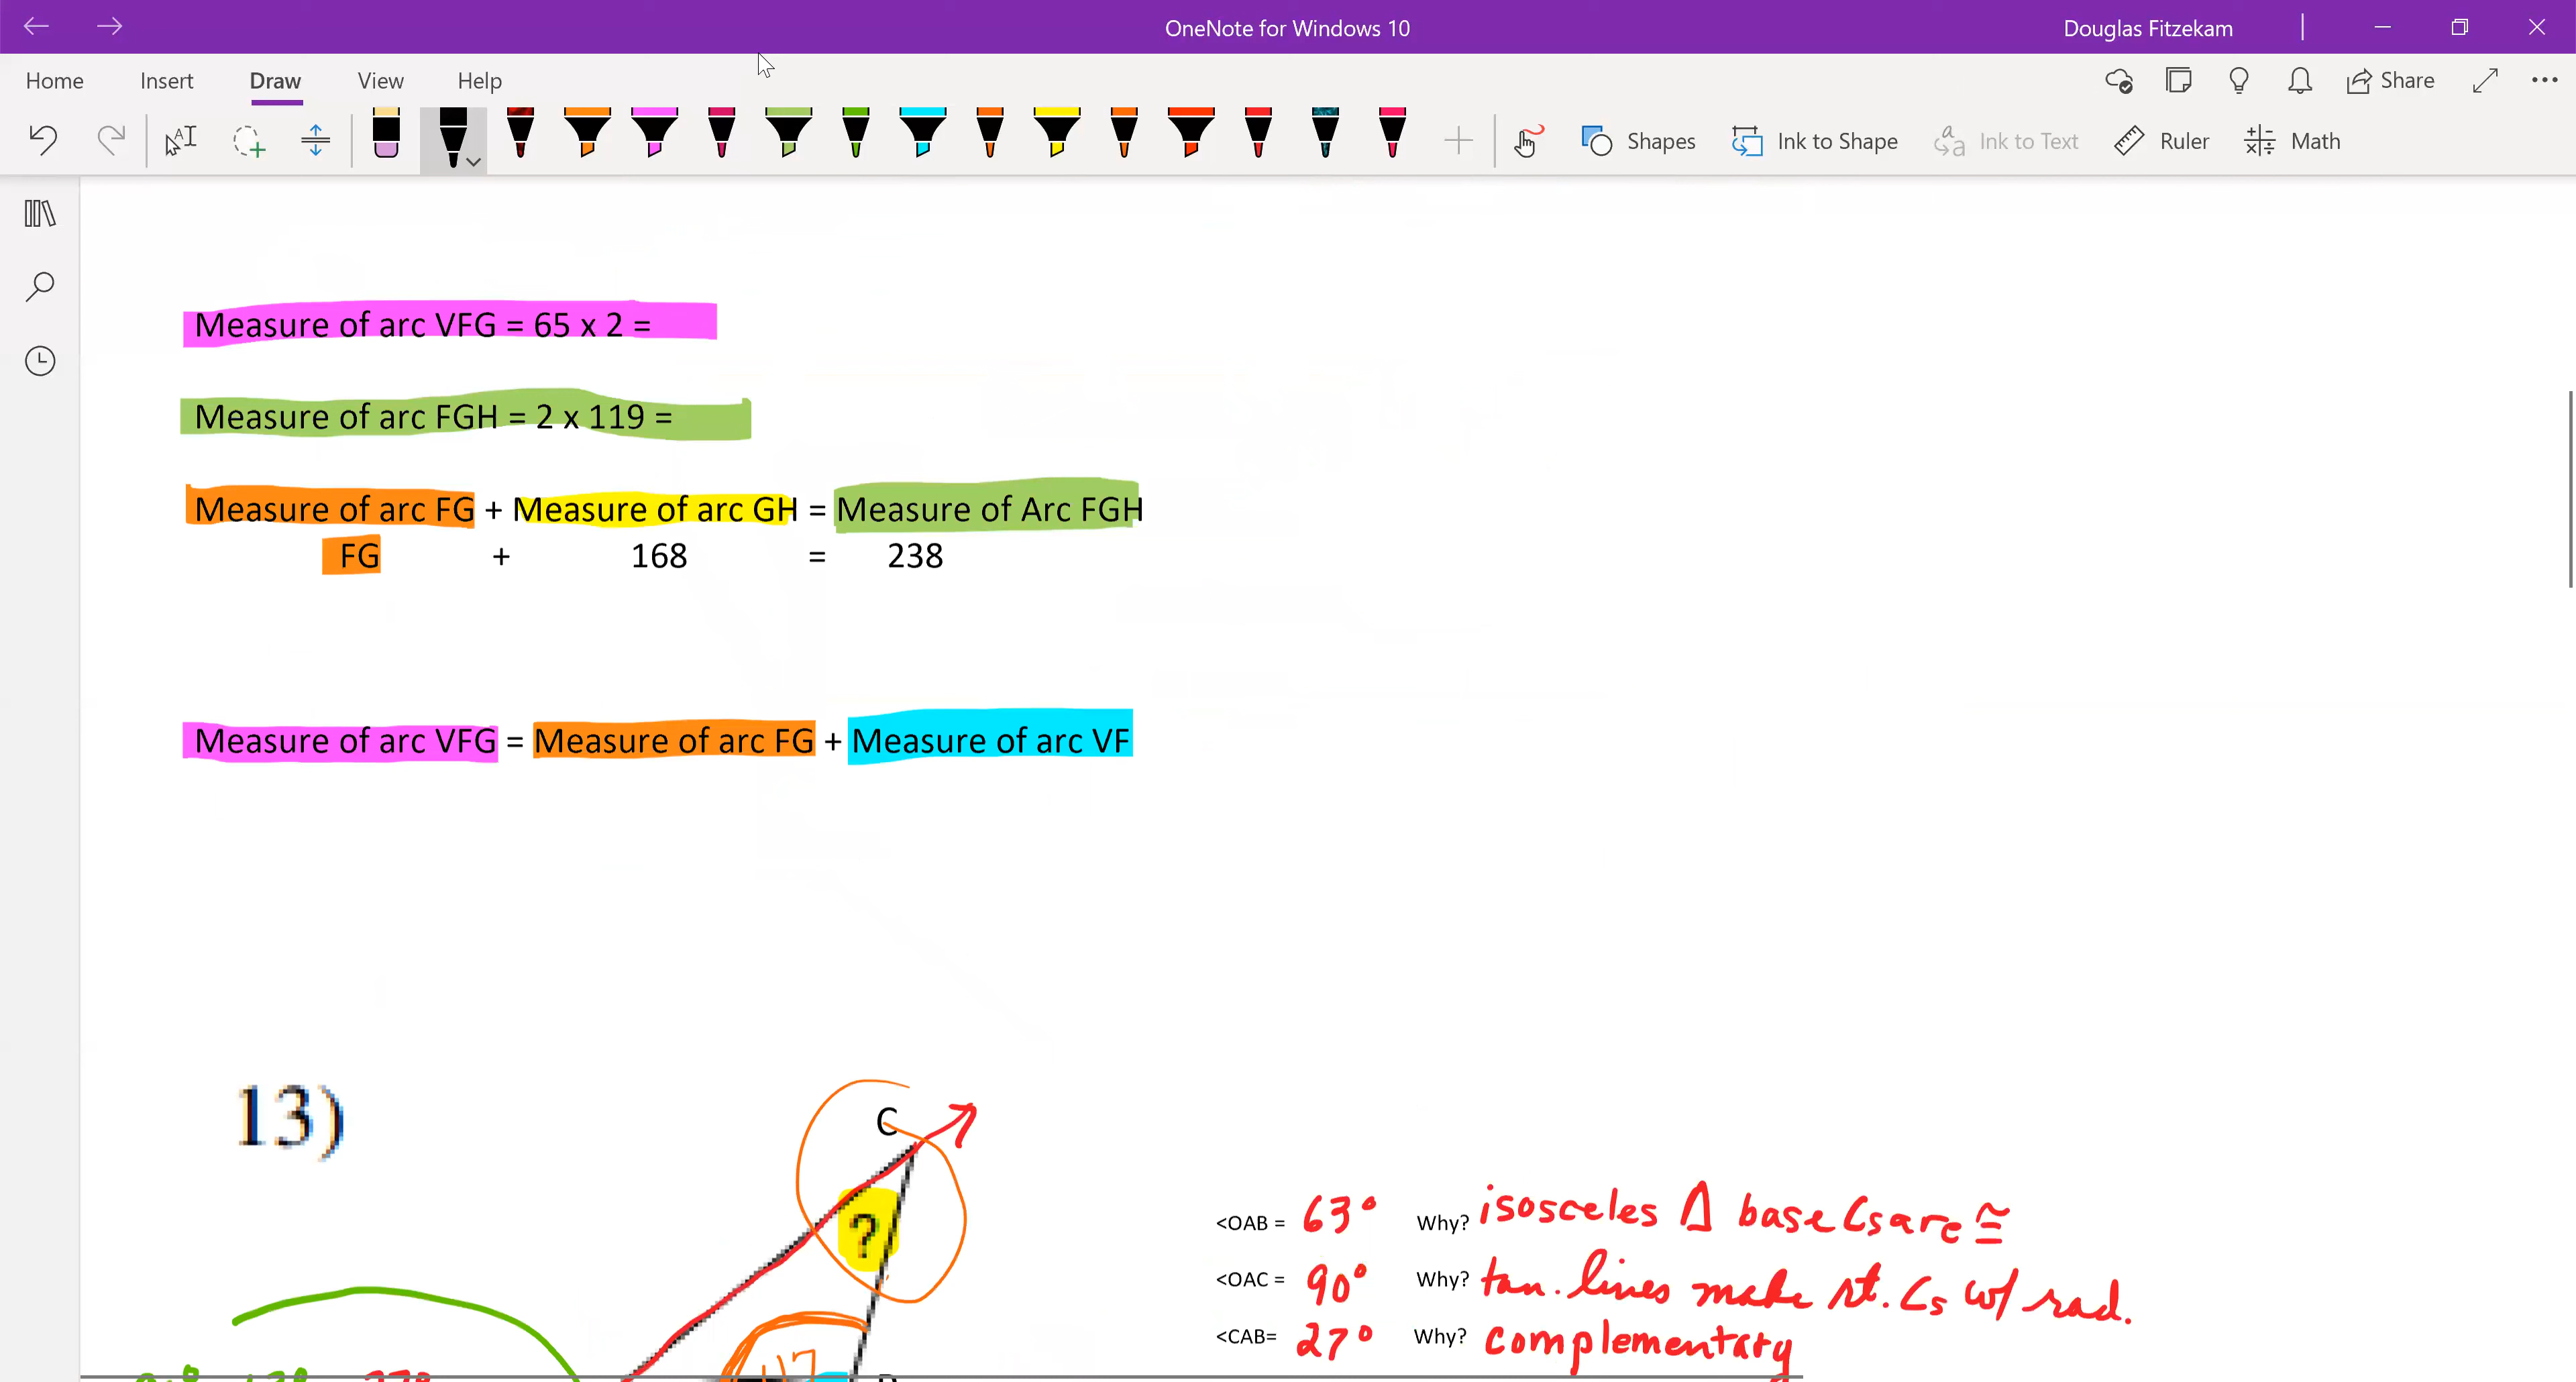 OneNote for Windows 10
Douglas Fitzekam
Home Insert Draw View Help
Share
Shapes Ink to Shape Ink to Text Ruler Math
Measure of arc VFG = 65 x 2 =
Measure of arc FGH = 2 x 119 =
Measure of arc FG + Measure of arc GH = Measure of Arc FGH
FG + 168 = 238
Measure of arc VFG = Measure of arc FG + Measure of arc VF
13)
C
?
<OAB = 63° Why? isosceles Δ base ∠s are ≅
<OAC = 90° Why? tan. lines make rt. ∠s w/ rad.
<CAB= 27° Why? complementary
117